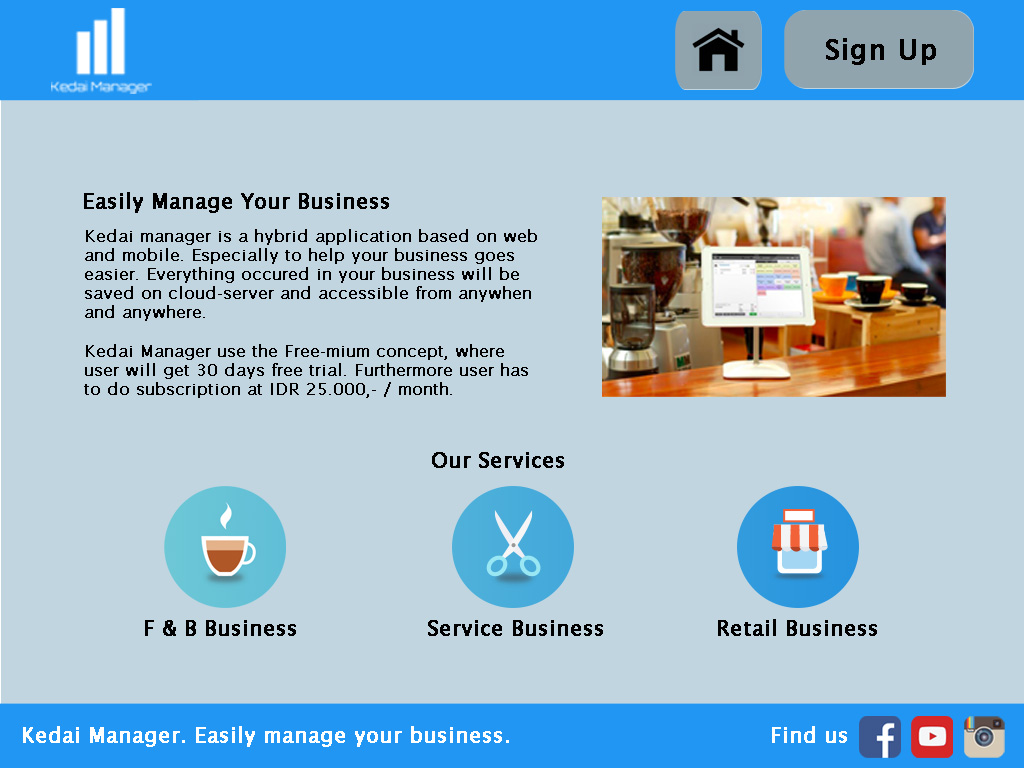 Kedai Manager
Sign Up
Easily Manage Your Business
Kedai manager is a hybrid application based on web
and mobile. Especially to help your business goes
easier. Everything occured in your business will be
saved on cloud-server and accessible from anywhen
and anywhere.
Kedai Manager use the Free-mium concept, where
user will get 30 days free trial. Furthermore user has
to do subscription at IDR 25.000,- / month.
Our Services
F & B Business
Service Business
Retail Business
Kedai Manager. Easily manage your business.
Find us